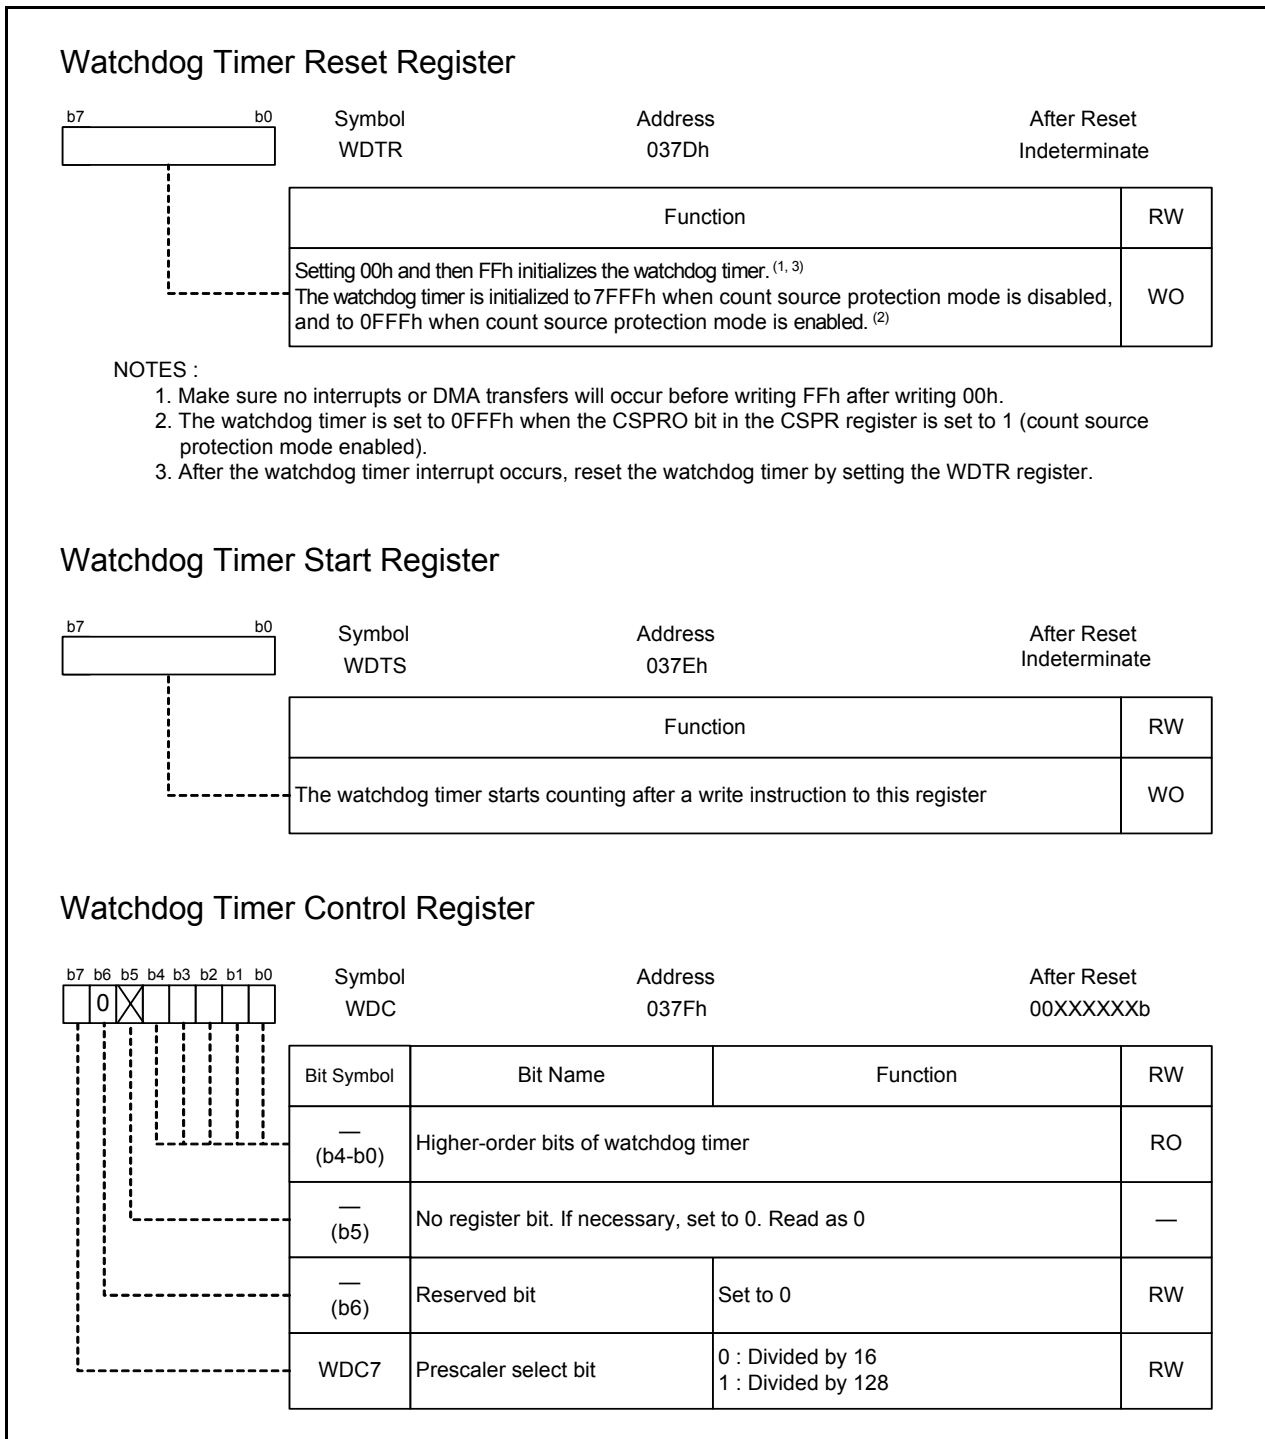 Watchdog Timer Reset Register
b7 b0 Symbol Address After Reset
WDTR 037Dh Indeterminate
Function RW
Setting 00h and then FFh initializes the watchdog timer. (1, 3)
The watchdog timer is initialized to 7FFFh when count source protection mode is disabled,
and to 0FFFh when count source protection mode is enabled. (2)
WO
NOTES :
1. Make sure no interrupts or DMA transfers will occur before writing FFh after writing 00h.
2. The watchdog timer is set to 0FFFh when the CSPRO bit in the CSPR register is set to 1 (count source
protection mode enabled).
3. After the watchdog timer interrupt occurs, reset the watchdog timer by setting the WDTR register.
Watchdog Timer Start Register
b7 b0 Symbol Address After Reset
WDTS 037Eh Indeterminate
Function RW
The watchdog timer starts counting after a write instruction to this register WO
Watchdog Timer Control Register
b7 b6 b5 b4 b3 b2 b1 b0 Symbol Address After Reset
0 WDC 037Fh 00XXXXXXb
Bit Symbol Bit Name Function RW
—
(b4-b0) Higher-order bits of watchdog timer RO
—
(b5) No register bit. If necessary, set to 0. Read as 0 —
—
(b6) Reserved bit Set to 0 RW
WDC7 Prescaler select bit 0 : Divided by 16
1 : Divided by 128 RW